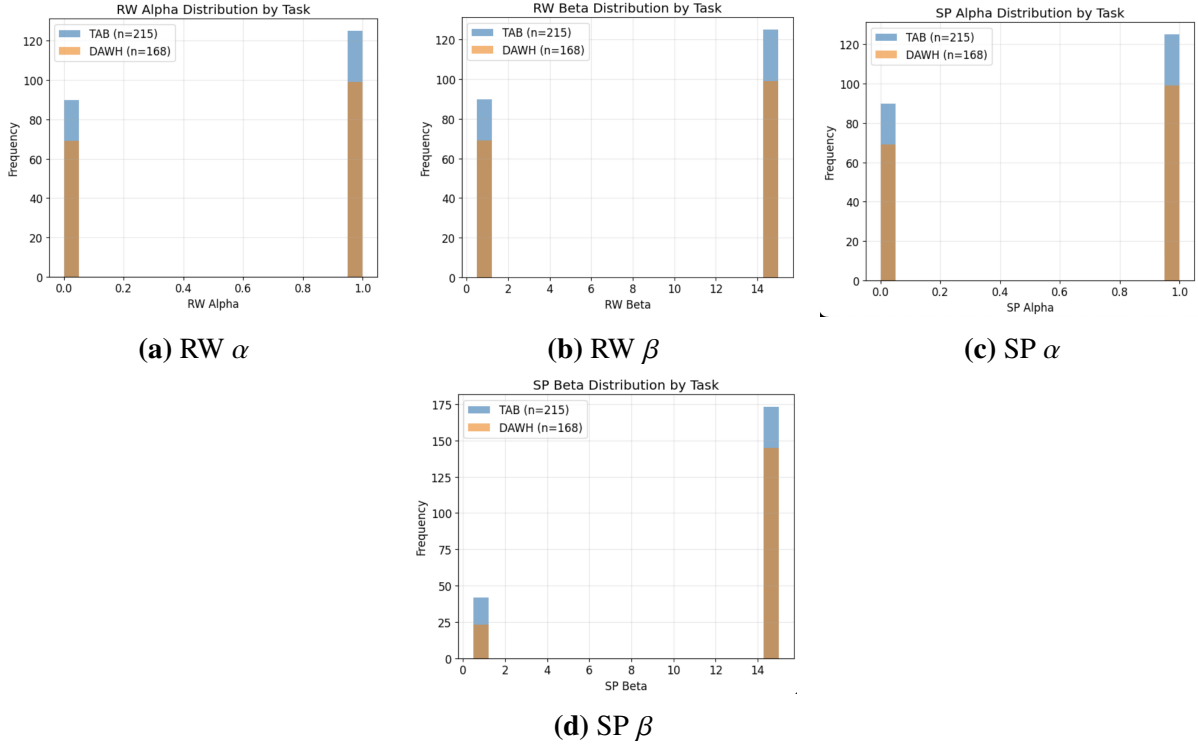 RW Alpha Distribution by Task
TAB (n=215)
DAWH (n=168)
Frequency
120
100
80
60
40
20
0
0.0 0.2 0.4 0.6 0.8 1.0
RW Alpha
(a) RW α
RW Beta Distribution by Task
TAB (n=215)
DAWH (n=168)
Frequency
120
100
80
60
40
20
0
0 2 4 6 8 10 12 14
RW Beta
(b) RW β
SP Alpha Distribution by Task
TAB (n=215)
DAWH (n=168)
Frequency
120
100
80
60
40
20
0
0.0 0.2 0.4 0.6 0.8 1.0
SP Alpha
(c) SP α
SP Beta Distribution by Task
TAB (n=215)
DAWH (n=168)
Frequency
175
150
125
100
75
50
25
0
0 2 4 6 8 10 12 14
SP Beta
(d) SP β